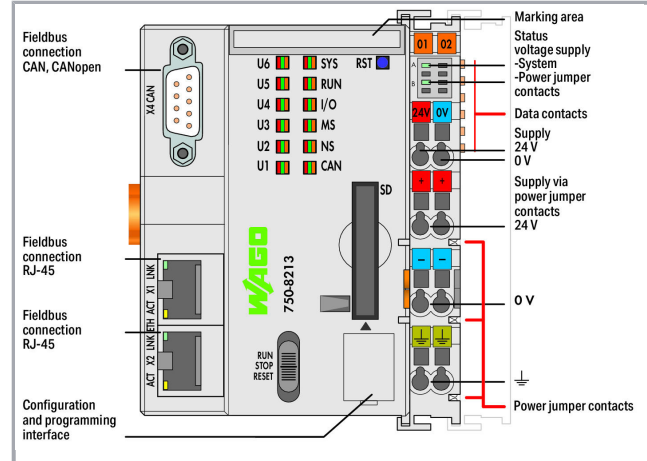 Fieldbus
connection
CAN, CANopen
X4 CAN
U6 SYS RST
U5 RUN
U4 I/O
U3 MS
U2 NS
U1 CAN
SD
WAGO
750-8213
RUN
STOP
RESET
Fieldbus
connection
RJ-45
ACT X1 LNK
ETH
Fieldbus
connection
RJ-45
ACT X2 LNK
Configuration
and programming
interface
01 02
A
B
24V 0V
+ +
− −
Marking area
Status
voltage supply
-System
-Power jumper
contacts
Data contacts
Supply
24 V
0 V
Supply via
power jumper
contacts
24 V
0 V
Power jumper contacts